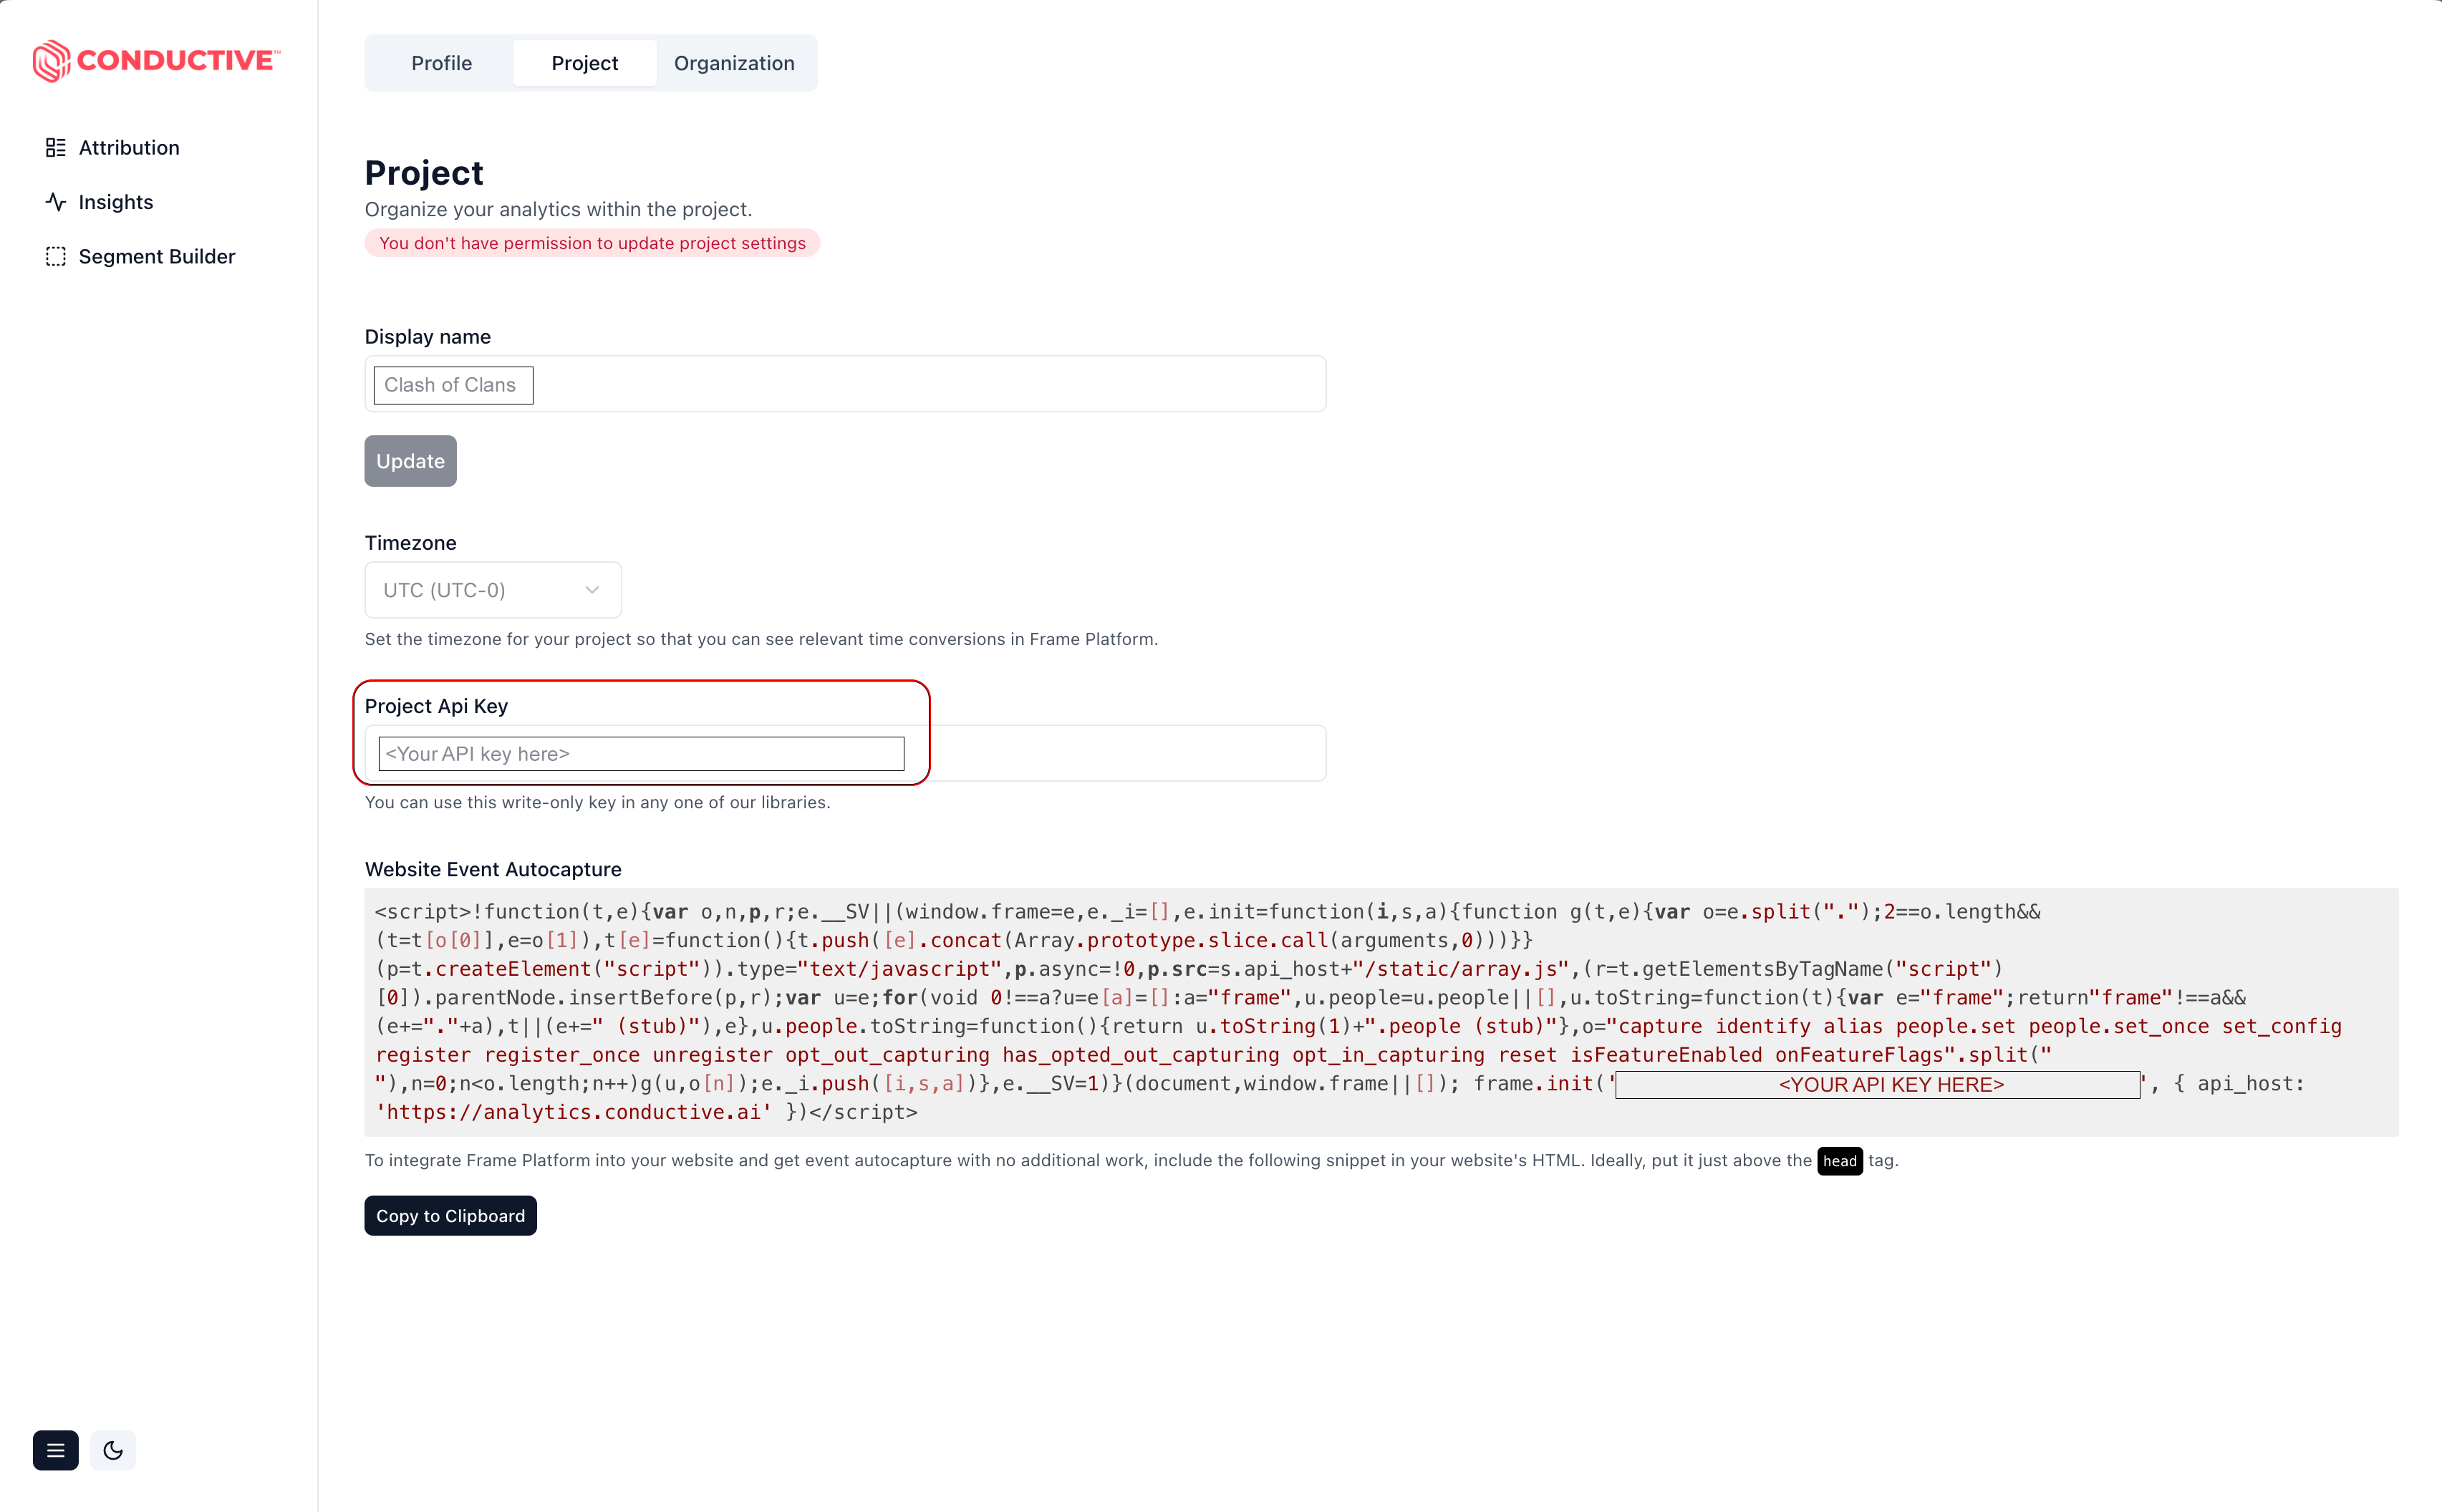 CONDUCTIVE™
Profile
Project
Organization
Attribution
Insights
Segment Builder
Project
Organize your analytics within the project.
You don't have permission to update project settings
Display name
Clash of Clans
Update
Timezone
UTC (UTC-0)
Set the timezone for your project so that you can see relevant time conversions in Frame Platform.
Project Api Key
<Your API key here>
You can use this write-only key in any one of our libraries.
Website Event Autocapture
<script>!function(t,e){var o,n,p,r;e.__SV||(window.frame=e,e._i=[],e.init=function(i,s,a){function g(t,e){var o=e.split(".");2==o.length&&
(t=t[o[0]],e=o[1]),t[e]=function(){t.push([e].concat(Array.prototype.slice.call(arguments,0)))}}
(p=t.createElement("script")).type="text/javascript",p.async=!0,p.src=s.api_host+"/static/array.js",(r=t.getElementsByTagName("script")
[0]).parentNode.insertBefore(p,r);var u=e;for(void 0!==a?u=e[a]=[]:a="frame",u.people=u.people||[],u.toString=function(t){var e="frame";return"frame"!==a&&
(e+="."+a),t||(e+=" (stub)"),e},u.people.toString=function(){return u.toString(1)+".people (stub)"},o="capture identify alias people.set people.set_once set_config
register register_once unregister opt_out_capturing has_opted_out_capturing opt_in_capturing reset isFeatureEnabled onFeatureFlags".split("
"),n=0;n<o.length;n++)g(u,o[n]);e._i.push([i,s,a])},e.__SV=1)}(document,window.frame||[]); frame.init('<YOUR API KEY HERE>', { api_host:
'https://analytics.conductive.ai' })</script>
To integrate Frame Platform into your website and get event autocapture with no additional work, include the following snippet in your website's HTML. Ideally, put it just above the head tag.
Copy to Clipboard